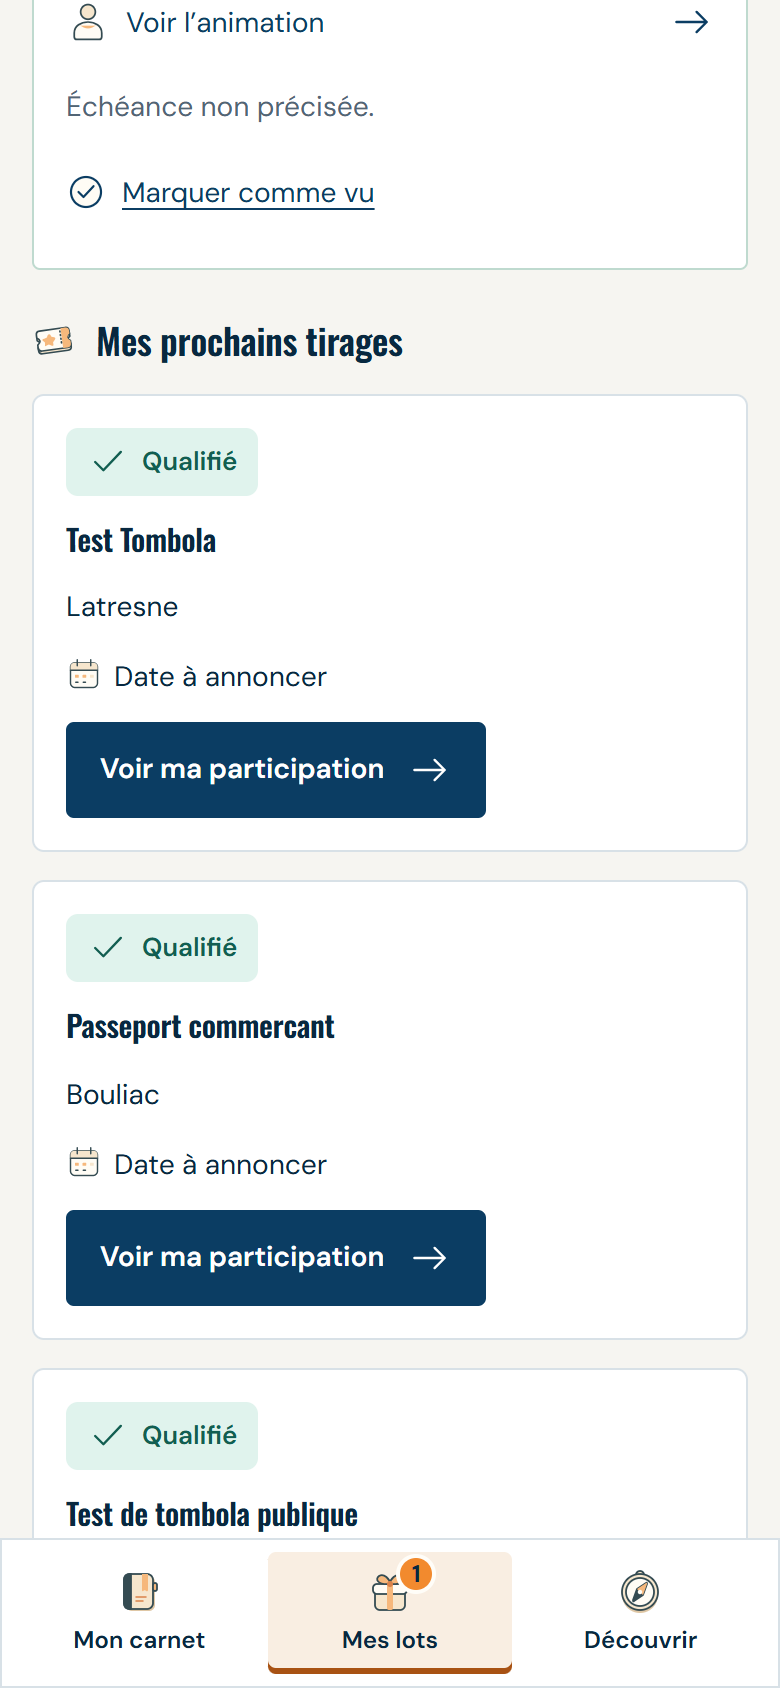 Voir l’animation
Échéance non précisée.
Marquer comme vu
Mes prochains tirages
Qualifié
Test Tombola
Latresne
Date à annoncer
Voir ma participation
Qualifié
Passeport commercant
Bouliac
Date à annoncer
Voir ma participation
Qualifié
Test de tombola publique
1
Mon carnet
Mes lots
Découvrir